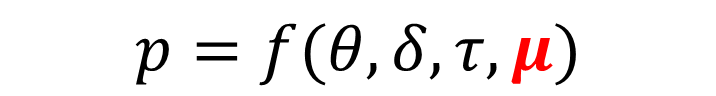 p = f(θ, δ, τ, μ)